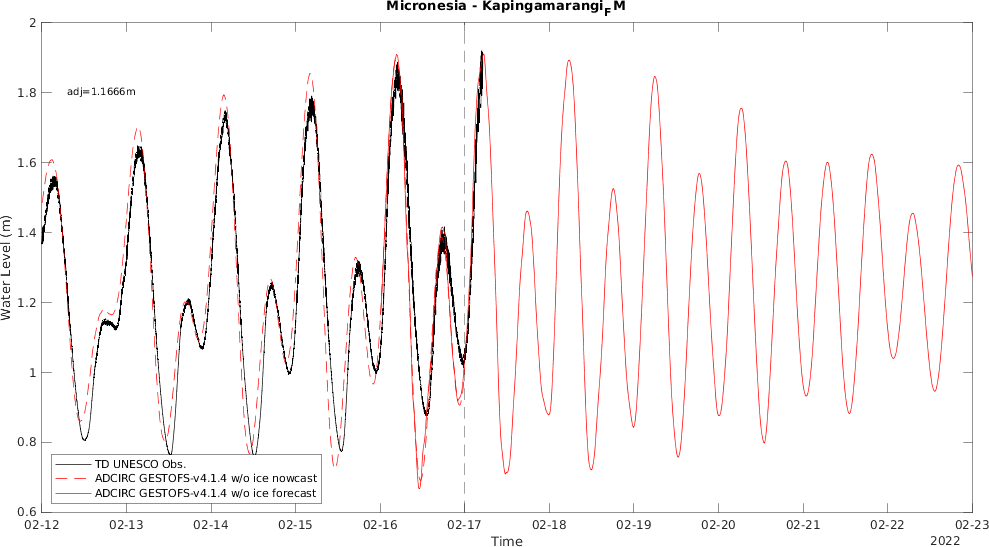 Micronesia - Kapingamarangi_FM
2
1.8
1.6
1.4
1.2
1
0.8
0.6
Water Level (m)
adj=1.1666m
TD UNESCO Obs.
ADCIRC GESTOFS-v4.1.4 w/o ice nowcast
ADCIRC GESTOFS-v4.1.4 w/o ice forecast
02-12 02-13 02-14 02-15 02-16 02-17 02-18 02-19 02-20 02-21 02-22 02-23
Time
2022